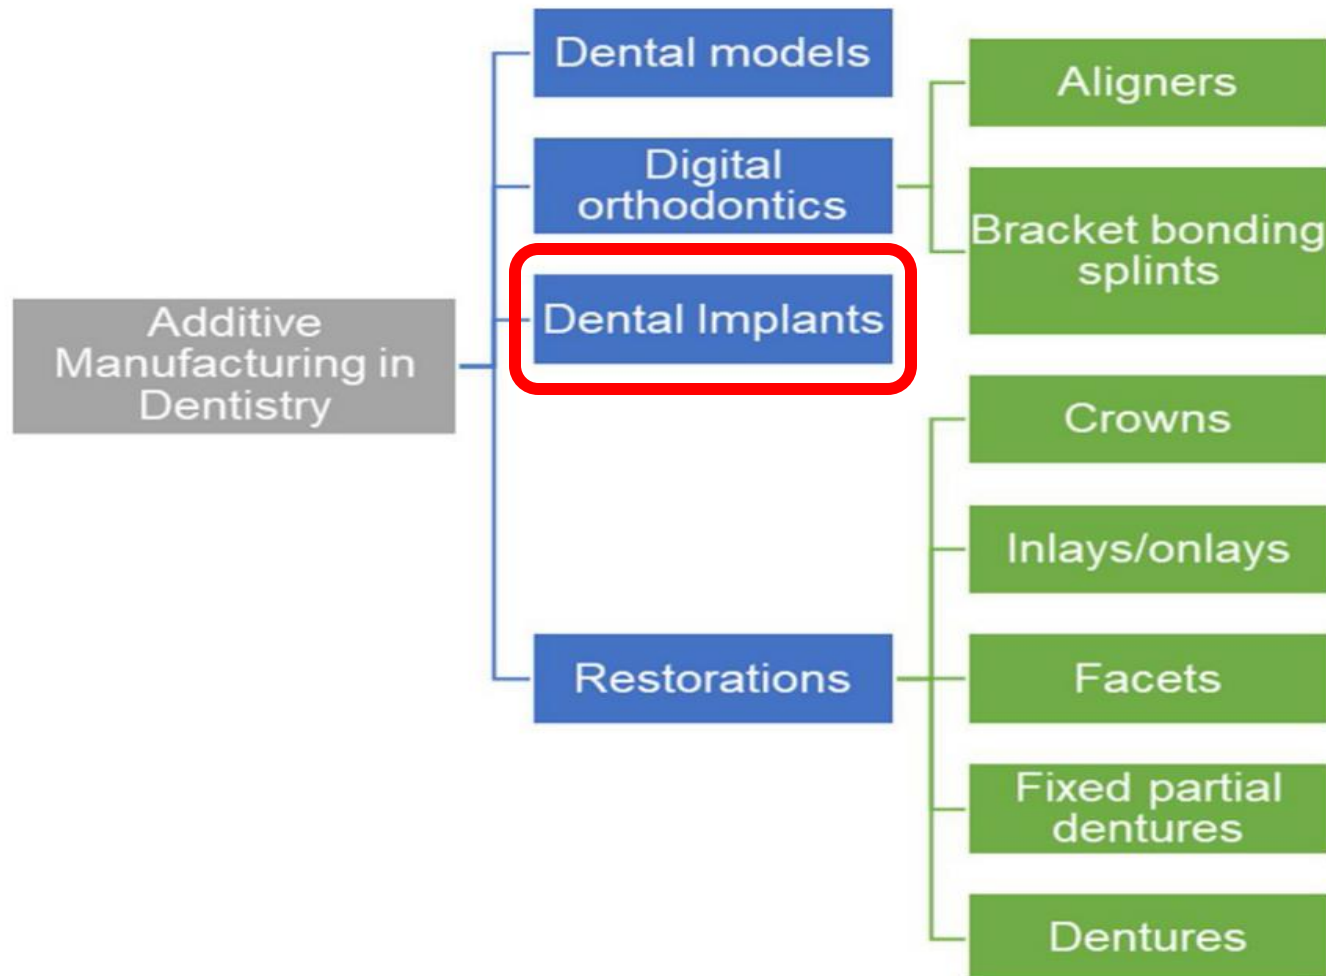 Additive
Manufacturing in
Dentistry
Dental models
Digital
orthodontics
Dental Implants
Restorations
Aligners
Bracket bonding
splints
Crowns
Inlays/onlays
Facets
Fixed partial
dentures
Dentures